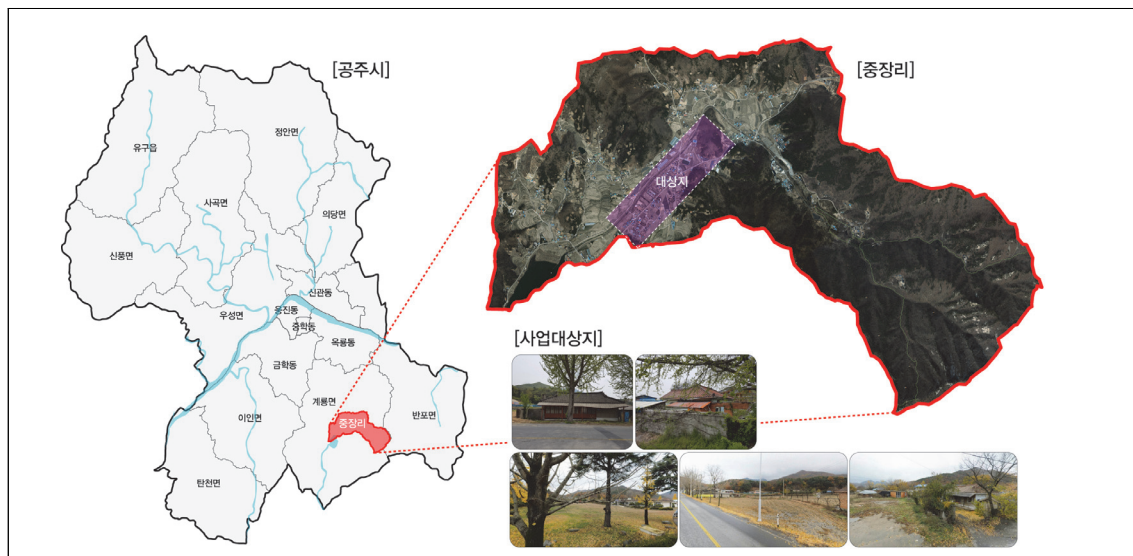 [공주시]
[중장리]
정안면
유구읍
대상지
사곡면
의당면
신풍면
신관동
웅진동
우성면
중학동
[사업대상지]
옥룡동
금학동
계룡면
반포면
이인면
중장리
탄천면